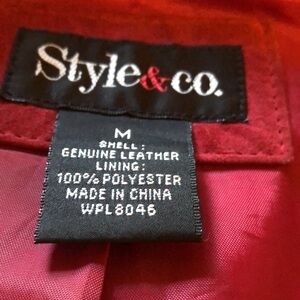 Style&co.
M
SHELL:
GENUINE LEATHER
LINING:
100% POLYESTER
MADE IN CHINA
WPL8046